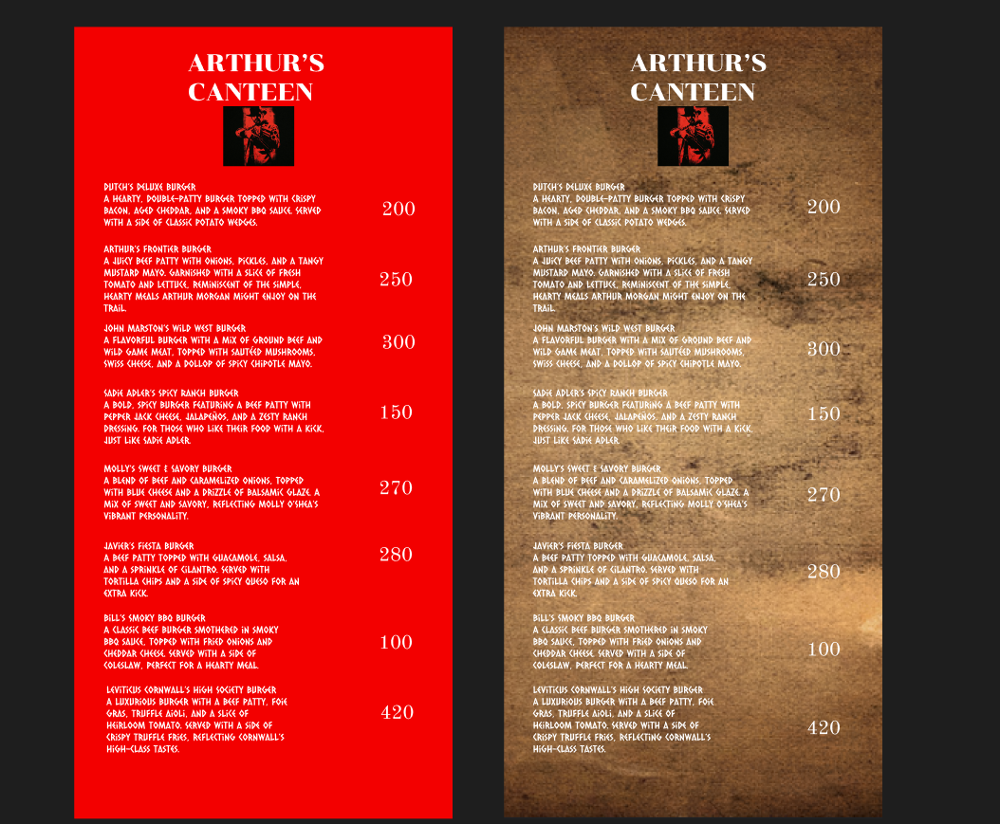 ARTHUR'S
CANTEEN
DUTCH'S DELUXE BURGER
A HEARTY, DOUBLE-PATTY BURGER TOPPED WITH CRISPY
BACON, AGED CHEDDAR, AND A SMOKY BBQ SAUCE. SERVED
WITH A SIDE OF CLASSIC POTATO WEDGES.
200
ARTHUR'S FRONTIER BURGER
A JUICY BEEF PATTY WITH ONIONS, PICKLES, AND A TANGY
MUSTARD MAYO. GARNISHED WITH A SLICE OF FRESH
TOMATO AND LETTUCE, REMINISCENT OF THE SIMPLE,
HEARTY MEALS ARTHUR MORGAN MIGHT ENJOY ON THE
TRAIL.
250
JOHN MARSTON'S WILD WEST BURGER
A FLAVORFUL BURGER WITH A MIX OF GROUND BEEF AND
WILD GAME MEAT, TOPPED WITH SAUTÉED MUSHROOMS,
SWISS CHEESE, AND A DOLLOP OF SPICY CHIPOTLE MAYO.
300
SADIE ADLER'S SPICY RANCH BURGER
A BOLD, SPICY BURGER FEATURING A BEEF PATTY WITH
PEPPER JACK CHEESE, JALAPEÑOS, AND A ZESTY RANCH
DRESSING. FOR THOSE WHO LIKE THEIR FOOD WITH A KICK,
JUST LIKE SADIE ADLER.
150
MOLLY'S SWEET & SAVORY BURGER
A BLEND OF BEEF AND CARAMELIZED ONIONS, TOPPED
WITH BLUE CHEESE AND A DRIZZLE OF BALSAMIC GLAZE. A
MIX OF SWEET AND SAVORY, REFLECTING MOLLY O'SHEA'S
VIBRANT PERSONALITY.
270
JAVIER'S FIESTA BURGER
A BEEF PATTY TOPPED WITH GUACAMOLE, SALSA,
AND A SPRINKLE OF CILANTRO. SERVED WITH
TORTILLA CHIPS AND A SIDE OF SPICY QUESO FOR AN
EXTRA KICK.
280
BILL'S SMOKY BBQ BURGER
A CLASSIC BEEF BURGER SMOTHERED IN SMOKY
BBQ SAUCE, TOPPED WITH FRIED ONIONS AND
CHEDDAR CHEESE. SERVED WITH A SIDE OF
COLESLAW, PERFECT FOR A HEARTY MEAL.
100
LEVITICUS CORNWALL'S HIGH SOCIETY BURGER
A LUXURIOUS BURGER WITH A BEEF PATTY, FOIE
GRAS, TRUFFLE AIOLI, AND A SLICE OF
HEIRLOOM TOMATO. SERVED WITH A SIDE OF
CRISPY TRUFFLE FRIES, REFLECTING CORNWALL'S
HIGH-CLASS TASTES.
420
ARTHUR'S
CANTEEN
DUTCH'S DELUXE BURGER
A HEARTY, DOUBLE-PATTY BURGER TOPPED WITH CRISPY
BACON, AGED CHEDDAR, AND A SMOKY BBQ SAUCE. SERVED
WITH A SIDE OF CLASSIC POTATO WEDGES.
200
ARTHUR'S FRONTIER BURGER
A JUICY BEEF PATTY WITH ONIONS, PICKLES, AND A TANGY
MUSTARD MAYO. GARNISHED WITH A SLICE OF FRESH
TOMATO AND LETTUCE, REMINISCENT OF THE SIMPLE,
HEARTY MEALS ARTHUR MORGAN MIGHT ENJOY ON THE
TRAIL.
250
JOHN MARSTON'S WILD WEST BURGER
A FLAVORFUL BURGER WITH A MIX OF GROUND BEEF AND
WILD GAME MEAT, TOPPED WITH SAUTÉED MUSHROOMS,
SWISS CHEESE, AND A DOLLOP OF SPICY CHIPOTLE MAYO.
300
SADIE ADLER'S SPICY RANCH BURGER
A BOLD, SPICY BURGER FEATURING A BEEF PATTY WITH
PEPPER JACK CHEESE, JALAPEÑOS, AND A ZESTY RANCH
DRESSING. FOR THOSE WHO LIKE THEIR FOOD WITH A KICK,
JUST LIKE SADIE ADLER.
150
MOLLY'S SWEET & SAVORY BURGER
A BLEND OF BEEF AND CARAMELIZED ONIONS, TOPPED
WITH BLUE CHEESE AND A DRIZZLE OF BALSAMIC GLAZE. A
MIX OF SWEET AND SAVORY, REFLECTING MOLLY O'SHEA'S
VIBRANT PERSONALITY.
270
JAVIER'S FIESTA BURGER
A BEEF PATTY TOPPED WITH GUACAMOLE, SALSA,
AND A SPRINKLE OF CILANTRO. SERVED WITH
TORTILLA CHIPS AND A SIDE OF SPICY QUESO FOR AN
EXTRA KICK.
280
BILL'S SMOKY BBQ BURGER
A CLASSIC BEEF BURGER SMOTHERED IN SMOKY
BBQ SAUCE, TOPPED WITH FRIED ONIONS AND
CHEDDAR CHEESE. SERVED WITH A SIDE OF
COLESLAW, PERFECT FOR A HEARTY MEAL.
100
LEVITICUS CORNWALL'S HIGH SOCIETY BURGER
A LUXURIOUS BURGER WITH A BEEF PATTY, FOIE
GRAS, TRUFFLE AIOLI, AND A SLICE OF
HEIRLOOM TOMATO. SERVED WITH A SIDE OF
CRISPY TRUFFLE FRIES, REFLECTING CORNWALL'S
HIGH-CLASS TASTES.
420